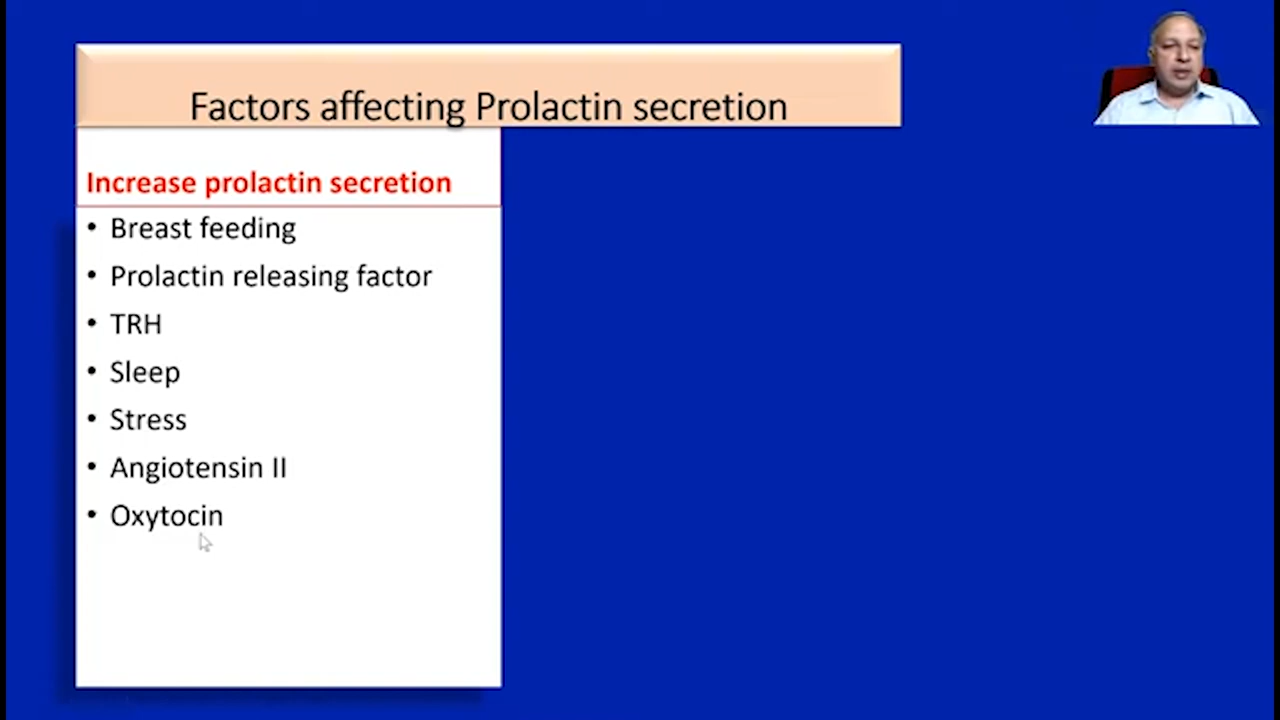 Factors affecting Prolactin secretion
Increase prolactin secretion
• Breast feeding
• Prolactin releasing factor
• TRH
• Sleep
• Stress
• Angiotensin II
• Oxytocin